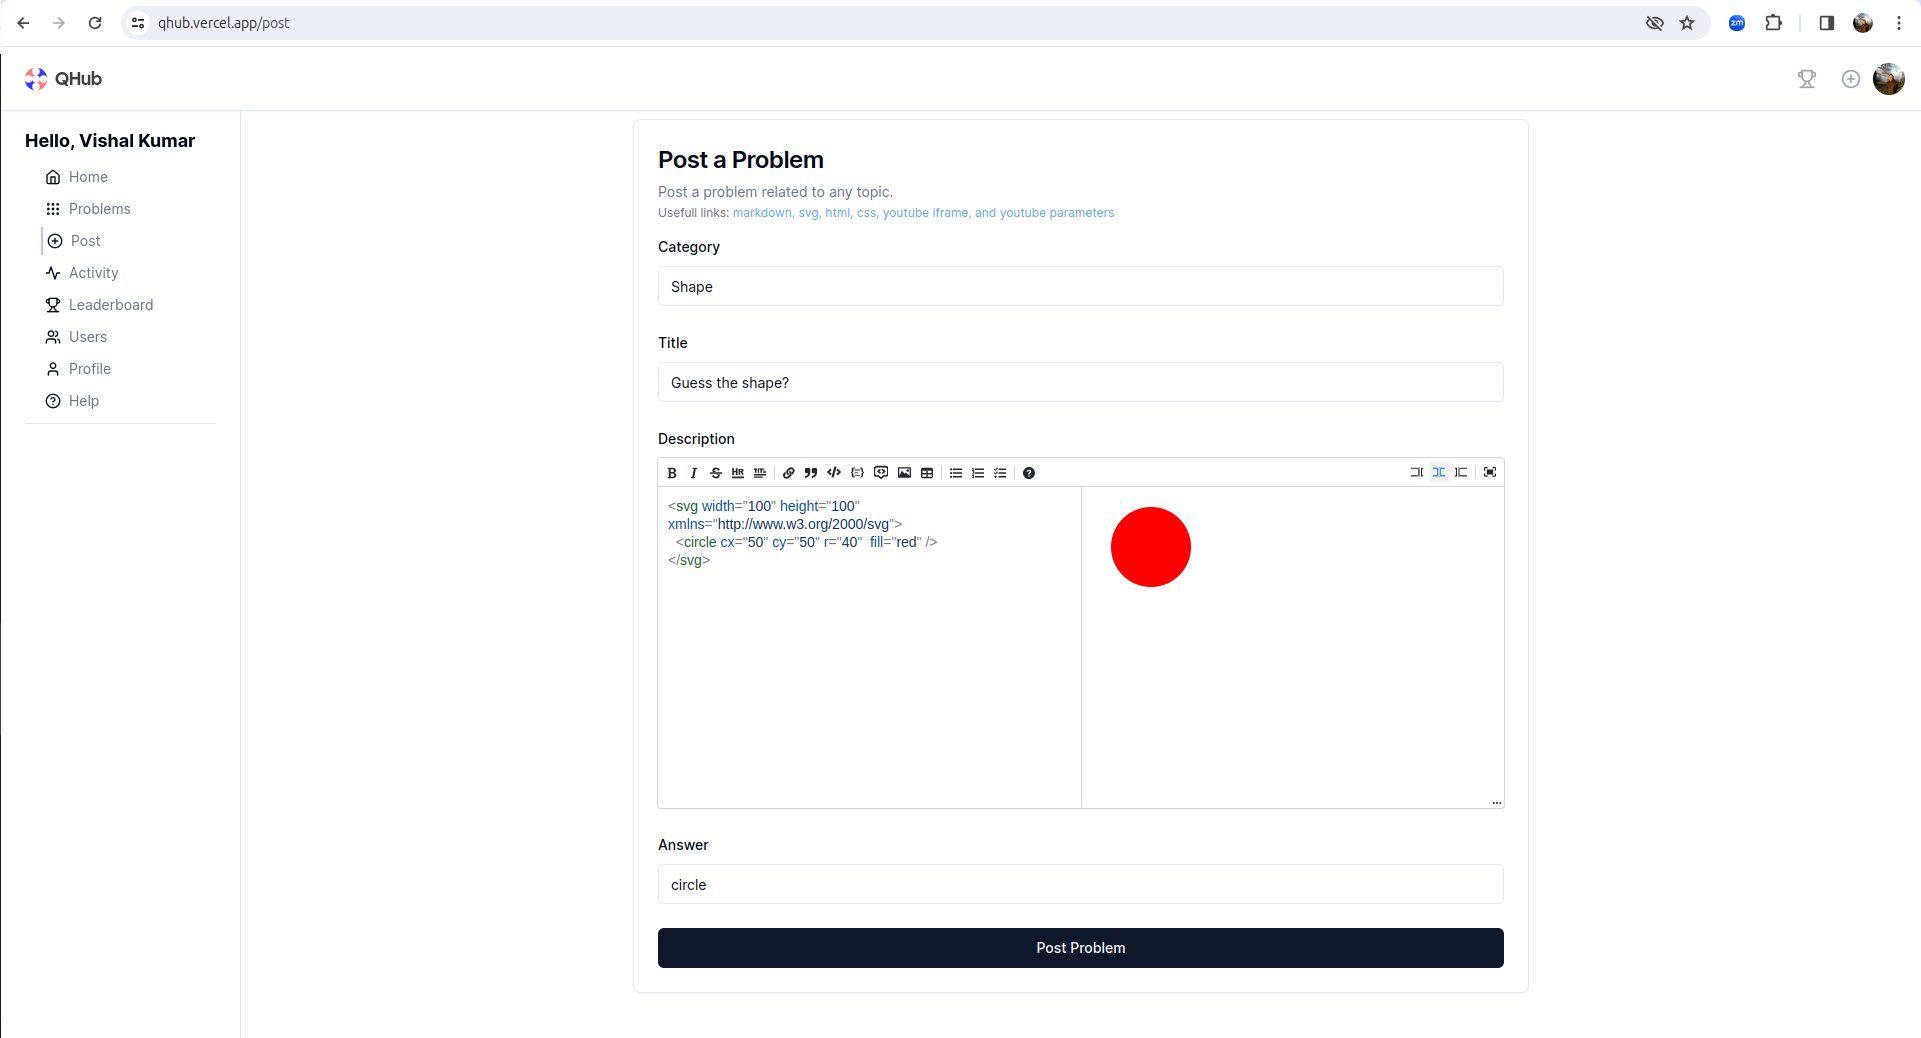 qhub.vercel.app/post
zm
QHub
Hello, Vishal Kumar
Home
Problems
Post
Activity
Leaderboard
Users
Profile
Help
Post a Problem
Post a problem related to any topic.
Usefull links: markdown, svg, html, css, youtube iframe, and youtube parameters
Category
Shape
Title
Guess the shape?
Description
<svg width="100" height="100"
xmlns="http://www.w3.org/2000/svg">
  <circle cx="50" cy="50" r="40"  fill="red" />
</svg>
Answer
circle
Post Problem